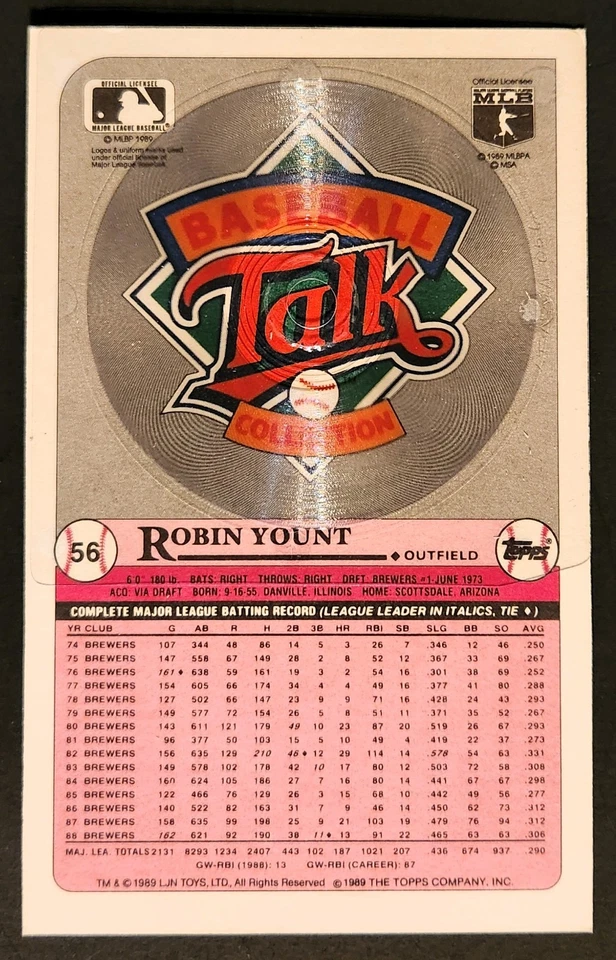 OFFICIAL LICENSEE
MAJOR LEAGUE BASEBALL®
© MLBP 1989
Logos & uniform marks used
under official license of
Major League Baseball.
Official Licensee
MAJOR LEAGUE BASEBALL PLAYERS
MLB
© 1989 MLBPA
© MSA
BASEBALL
Talk
COLLECTION
56
ROBIN YOUNT
◆ OUTFIELD
TOPPS®
6'0" 180 lb. BATS: RIGHT THROWS: RIGHT DRFT: BREWERS #1-JUNE 1973
ACQ: VIA DRAFT BORN: 9-16-55, DANVILLE, ILLINOIS HOME: SCOTTSDALE, ARIZONA
COMPLETE MAJOR LEAGUE BATTING RECORD (LEAGUE LEADER IN ITALICS, TIE ♦)
YR CLUB G AB R H 2B 3B HR RBI SB SLG BB SO AVG
74 BREWERS 107 344 48 86 14 5 3 26 7 .346 12 46 .250
75 BREWERS 147 558 67 149 28 2 8 52 12 .367 33 69 .267
76 BREWERS 161♦ 638 59 161 19 3 2 54 16 .301 38 69 .252
77 BREWERS 154 605 66 174 34 4 4 49 16 .377 41 80 .288
78 BREWERS 127 502 66 147 23 9 9 71 16 .428 24 43 .293
79 BREWERS 149 577 72 154 26 5 8 51 11 .371 35 52 .267
80 BREWERS 143 611 121 179 49 10 23 87 20 .519 26 67 .293
81 BREWERS 96 377 50 103 15 5 10 49 4 .419 22 37 .273
82 BREWERS 156 635 129 210 46♦ 12 29 114 14 .578 54 63 .331
83 BREWERS 149 578 102 178 42 10 17 80 12 .503 72 58 .308
84 BREWERS 160 624 105 186 27 7 16 80 14 .441 67 67 .298
85 BREWERS 122 466 76 129 26 3 15 68 10 .442 49 56 .277
86 BREWERS 140 522 82 163 31 7 9 46 14 .450 62 73 .312
87 BREWERS 158 635 99 198 25 9 21 103 19 .479 76 94 .312
88 BREWERS 162 621 92 190 38 11♦ 13 91 22 .465 63 63 .306
MAJ. LEA. TOTALS 2131 8293 1234 2407 443 102 187 1021 207 .436 674 937 .290
GW-RBI (1988): 13 GW-RBI (CAREER): 87
TM & © 1989 LJN TOYS, LTD, All Rights Reserved © 1989 THE TOPPS COMPANY, INC.